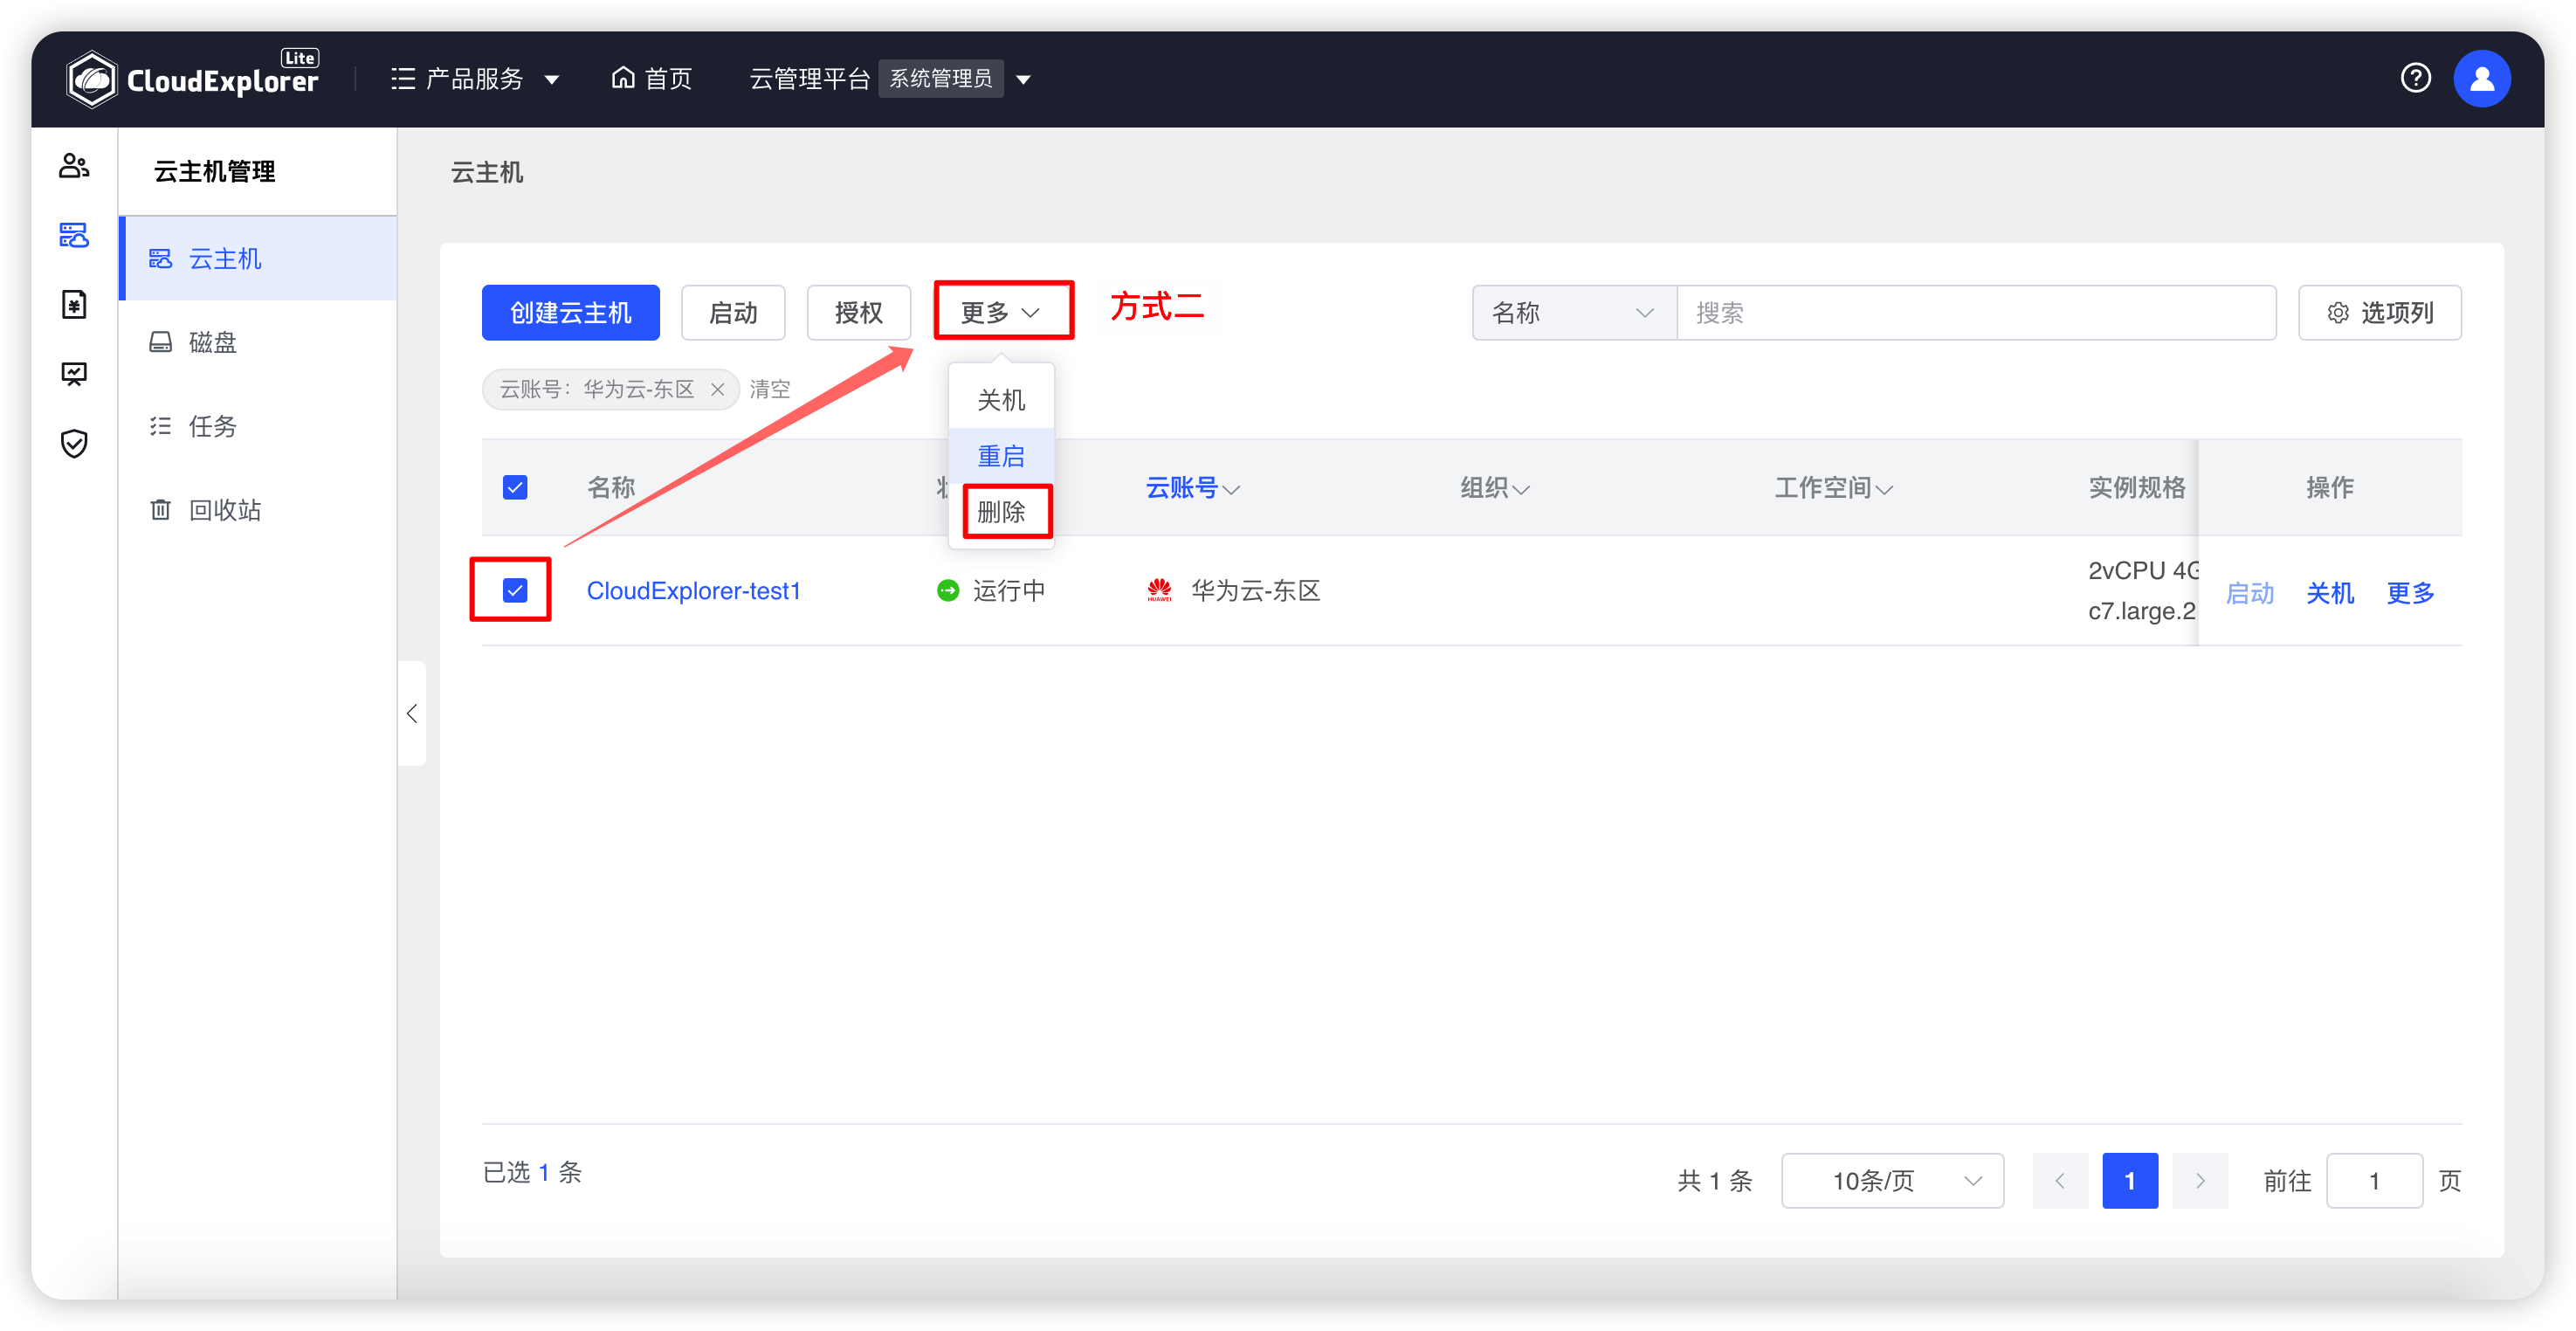 CloudExplorer Lite
产品服务
首页
云管理平台 系统管理员
云主机管理
云主机
磁盘
任务
回收站
云主机
创建云主机 启动 授权 更多 方式二
名称 搜索 选项列
云账号：华为云-东区 清空
关机
重启
删除
名称 云账号 组织 工作空间 实例规格 操作
CloudExplorer-test1 运行中 HUAWEI 华为云-东区 2vCPU 4G
c7.large.2
启动 关机 更多
已选 1 条
共 1 条 10条/页 1 前往 1 页